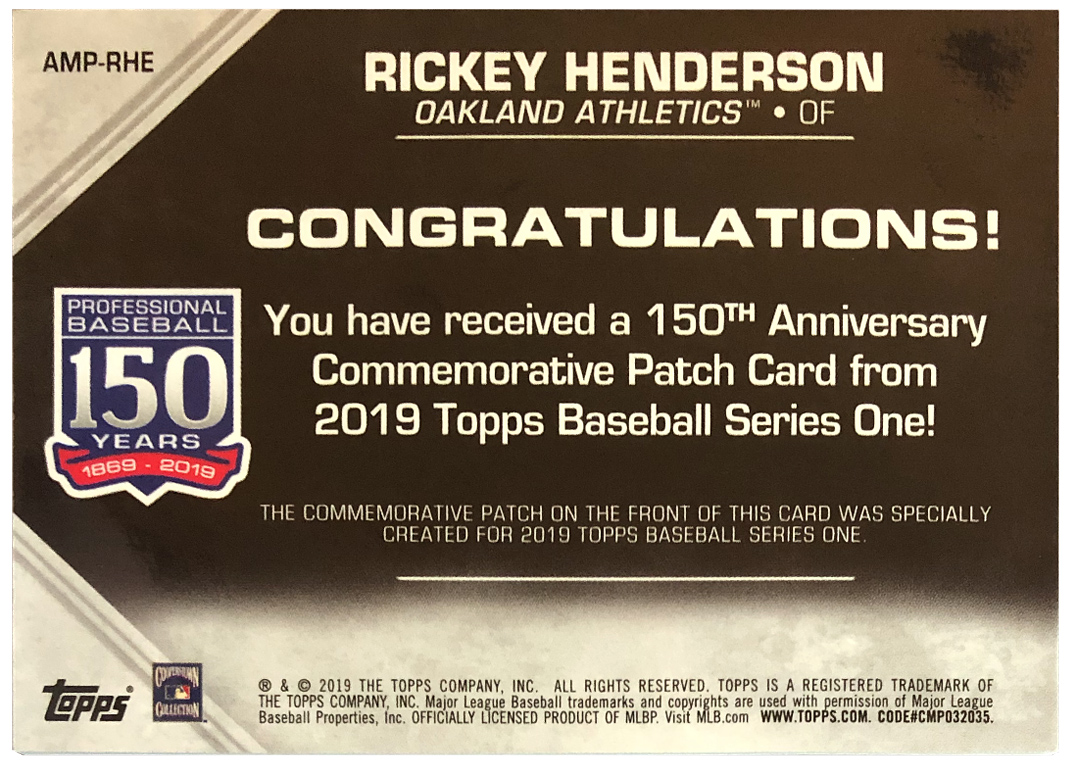 AMP-RHE
RICKEY HENDERSON
OAKLAND ATHLETICS™ • OF
CONGRATULATIONS!
PROFESSIONAL
BASEBALL
150
YEARS
1869 - 2019
You have received a 150TH Anniversary
Commemorative Patch Card from
2019 Topps Baseball Series One!
THE COMMEMORATIVE PATCH ON THE FRONT OF THIS CARD WAS SPECIALLY
CREATED FOR 2019 TOPPS BASEBALL SERIES ONE.
topps®
COOPERSTOWN
COLLECTION™
® & © 2019 THE TOPPS COMPANY, INC. ALL RIGHTS RESERVED. TOPPS IS A REGISTERED TRADEMARK OF
THE TOPPS COMPANY, INC. Major League Baseball trademarks and copyrights are used with permission of Major League
Baseball Properties, Inc. OFFICIALLY LICENSED PRODUCT OF MLBP. Visit MLB.com WWW.TOPPS.COM. CODE#CMP032035.